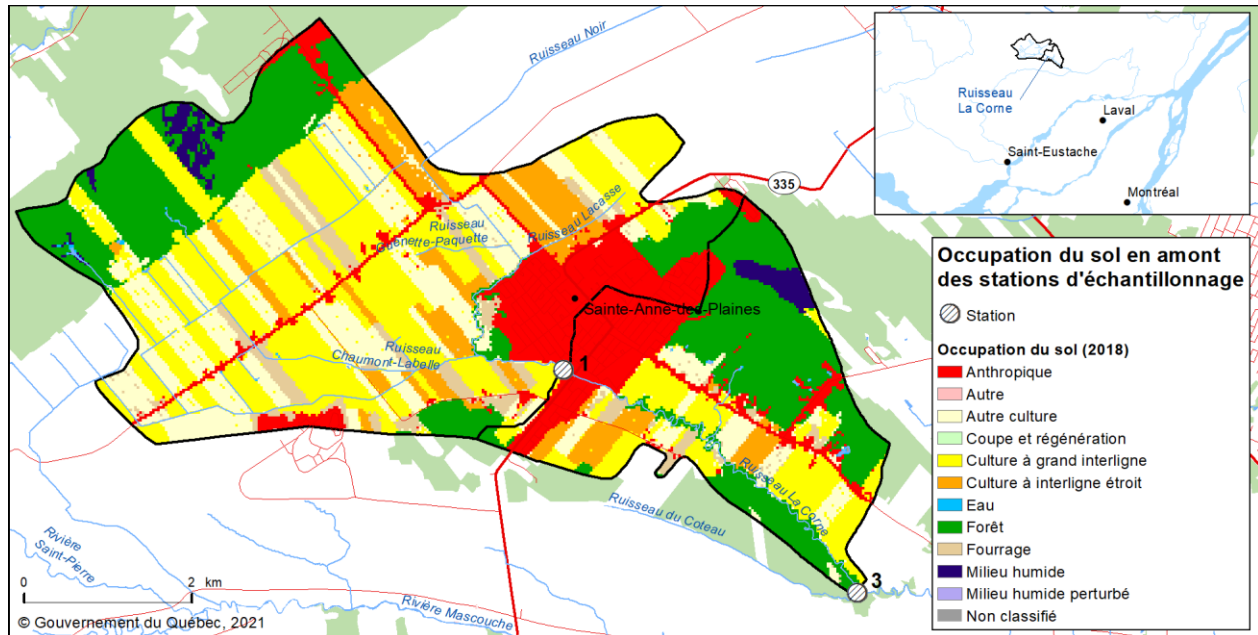 Ruisseau Noir
335
Ruisseau Lacasse
Ruisseau
Guenette-Paquette
Sainte-Anne-des-Plaines
Ruisseau
Chaumont-Labelle
1
Ruisseau La Corne
Ruisseau du Coteau
3
Rivière
Saint-Pierre
Rivière Mascouche
0 2 km
© Gouvernement du Québec, 2021
Ruisseau
La Corne
Laval
Saint-Eustache
Montréal
Occupation du sol en amont
des stations d'échantillonnage
Station
Occupation du sol (2018)
Anthropique
Autre
Autre culture
Coupe et régénération
Culture à grand interligne
Culture à interligne étroit
Eau
Forêt
Fourrage
Milieu humide
Milieu humide perturbé
Non classifié